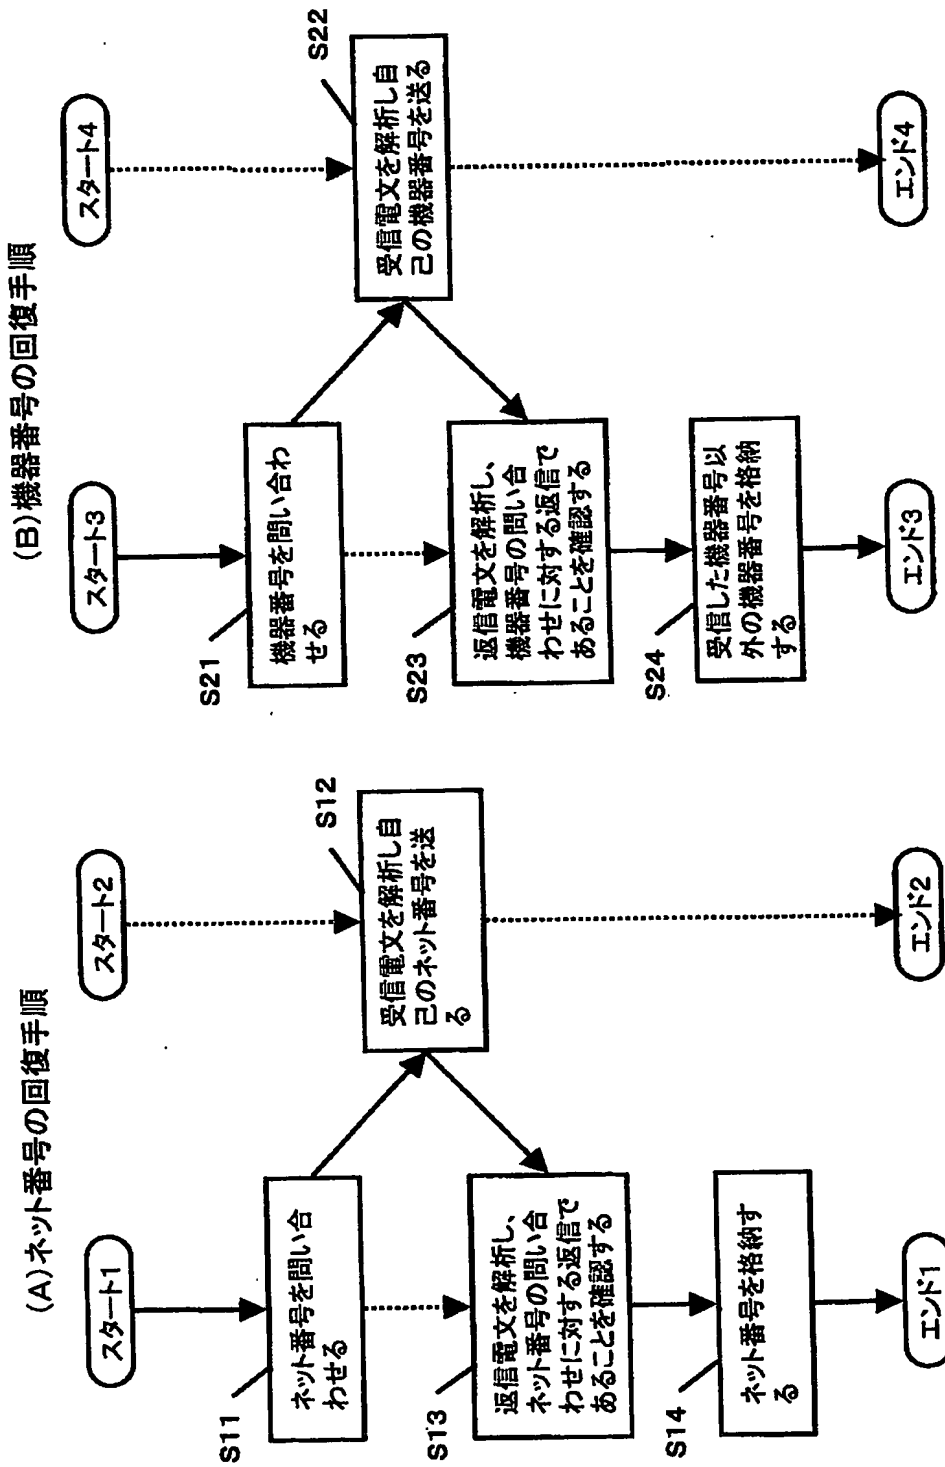 (A)ネット番号の回復手順
スタート1
スタート2
S11
ネット番号を問い合
わせる
S12
受信電文を解析し自
己のネット番号を送
る
S13
返信電文を解析し、
ネット番号の問い合
わせに対する返信で
あることを確認する
S14
ネット番号を格納す
る
エンド1
エンド2
(B)機器番号の回復手順
スタート3
スタート4
S21
機器番号を問い合わ
せる
S22
受信電文を解析し自
己の機器番号を送る
S23
返信電文を解析し、
機器番号の問い合
わせに対する返信で
あることを確認する
S24
受信した機器番号以
外の機器番号を格納
する
エンド3
エンド4